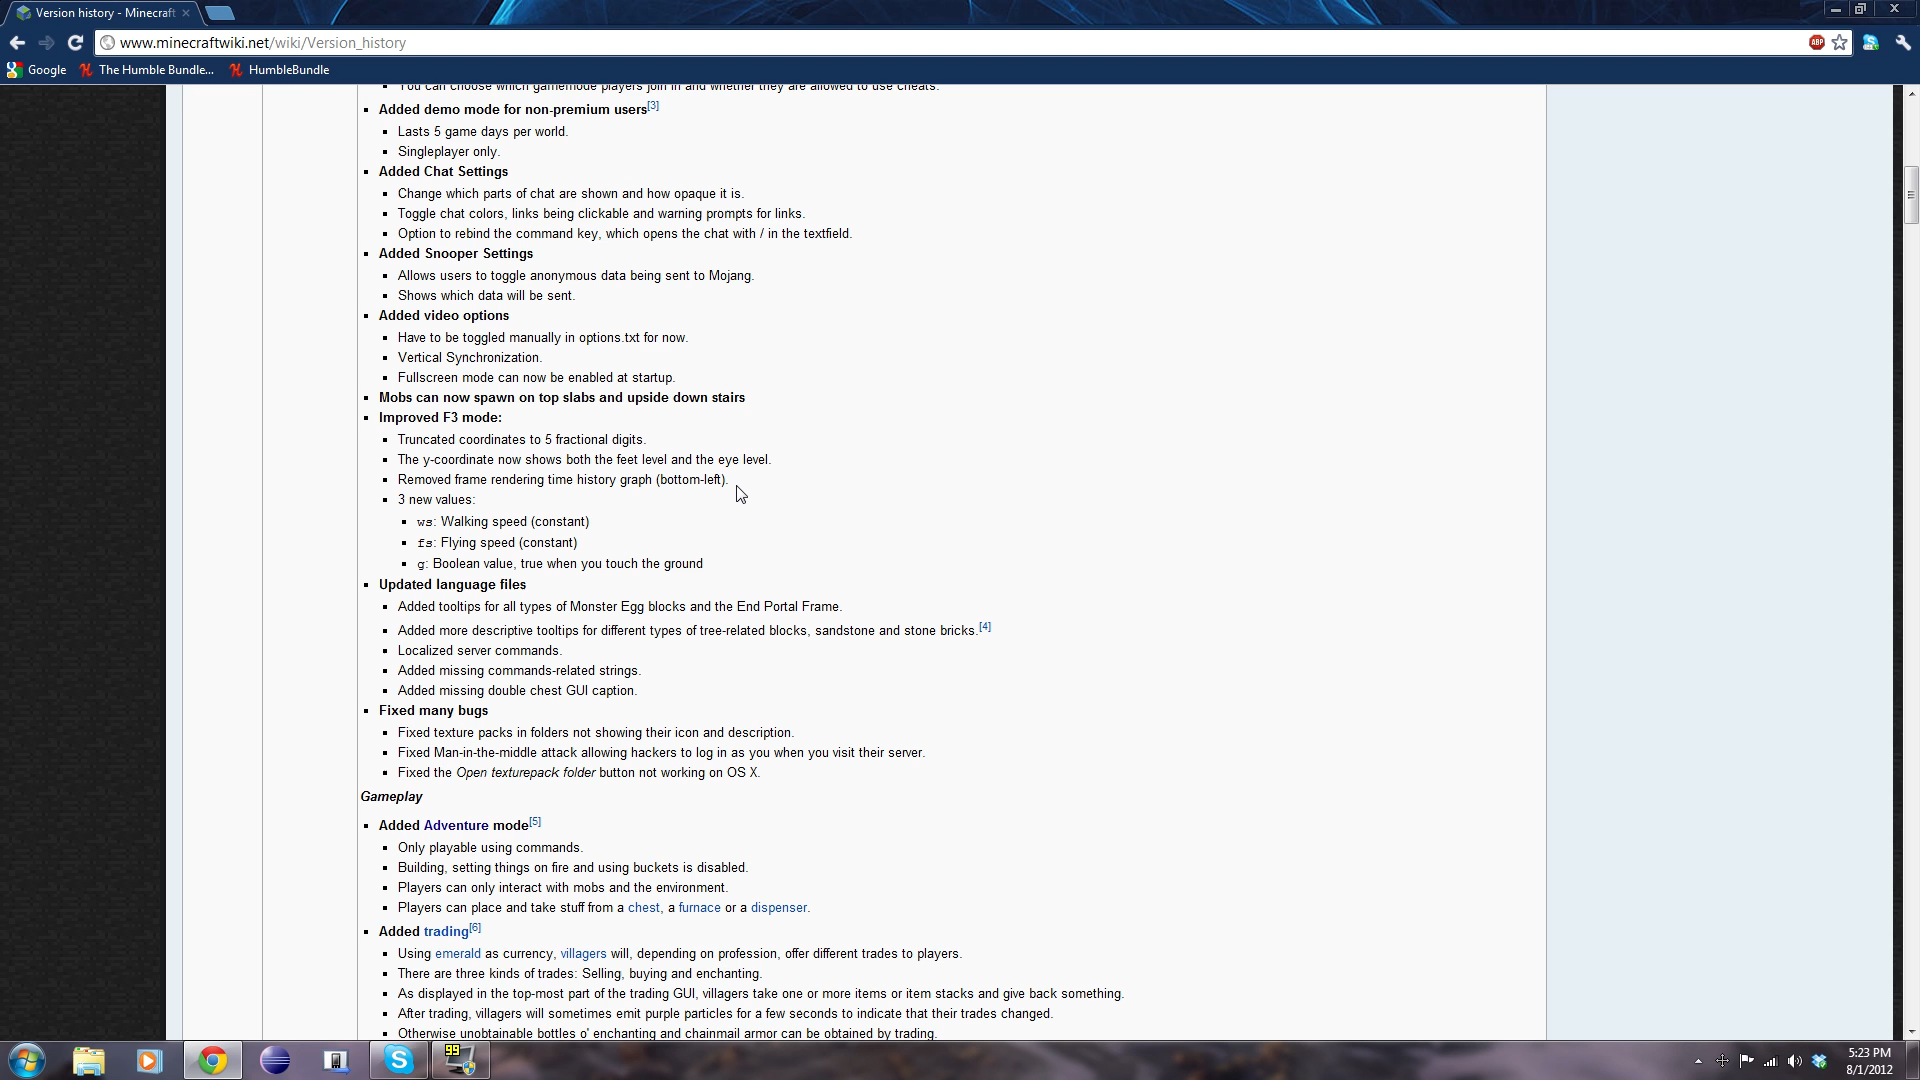 Version history - Minecraft
www.minecraftwiki.net/wiki/Version_history
ABP
Google The Humble Bundle... HumbleBundle
You can choose which gamemode players join in and whether they are allowed to use cheats.
Added demo mode for non-premium users[3]
Lasts 5 game days per world.
Singleplayer only.
Added Chat Settings
Change which parts of chat are shown and how opaque it is.
Toggle chat colors, links being clickable and warning prompts for links.
Option to rebind the command key, which opens the chat with / in the textfield.
Added Snooper Settings
Allows users to toggle anonymous data being sent to Mojang.
Shows which data will be sent.
Added video options
Have to be toggled manually in options.txt for now.
Vertical Synchronization.
Fullscreen mode can now be enabled at startup.
Mobs can now spawn on top slabs and upside down stairs
Improved F3 mode:
Truncated coordinates to 5 fractional digits.
The y-coordinate now shows both the feet level and the eye level.
Removed frame rendering time history graph (bottom-left).
3 new values:
ws: Walking speed (constant)
fs: Flying speed (constant)
g: Boolean value, true when you touch the ground
Updated language files
Added tooltips for all types of Monster Egg blocks and the End Portal Frame.
Added more descriptive tooltips for different types of tree-related blocks, sandstone and stone bricks.[4]
Localized server commands.
Added missing commands-related strings.
Added missing double chest GUI caption.
Fixed many bugs
Fixed texture packs in folders not showing their icon and description.
Fixed Man-in-the-middle attack allowing hackers to log in as you when you visit their server.
Fixed the Open texturepack folder button not working on OS X.
Gameplay
Added Adventure mode[5]
Only playable using commands.
Building, setting things on fire and using buckets is disabled.
Players can only interact with mobs and the environment.
Players can place and take stuff from a chest, a furnace or a dispenser.
Added trading[6]
Using emerald as currency, villagers will, depending on profession, offer different trades to players.
There are three kinds of trades: Selling, buying and enchanting.
As displayed in the top-most part of the trading GUI, villagers take one or more items or item stacks and give back something.
After trading, villagers will sometimes emit purple particles for a few seconds to indicate that their trades changed.
Otherwise unobtainable bottles o' enchanting and chainmail armor can be obtained by trading.
99
5:23 PM
8/1/2012